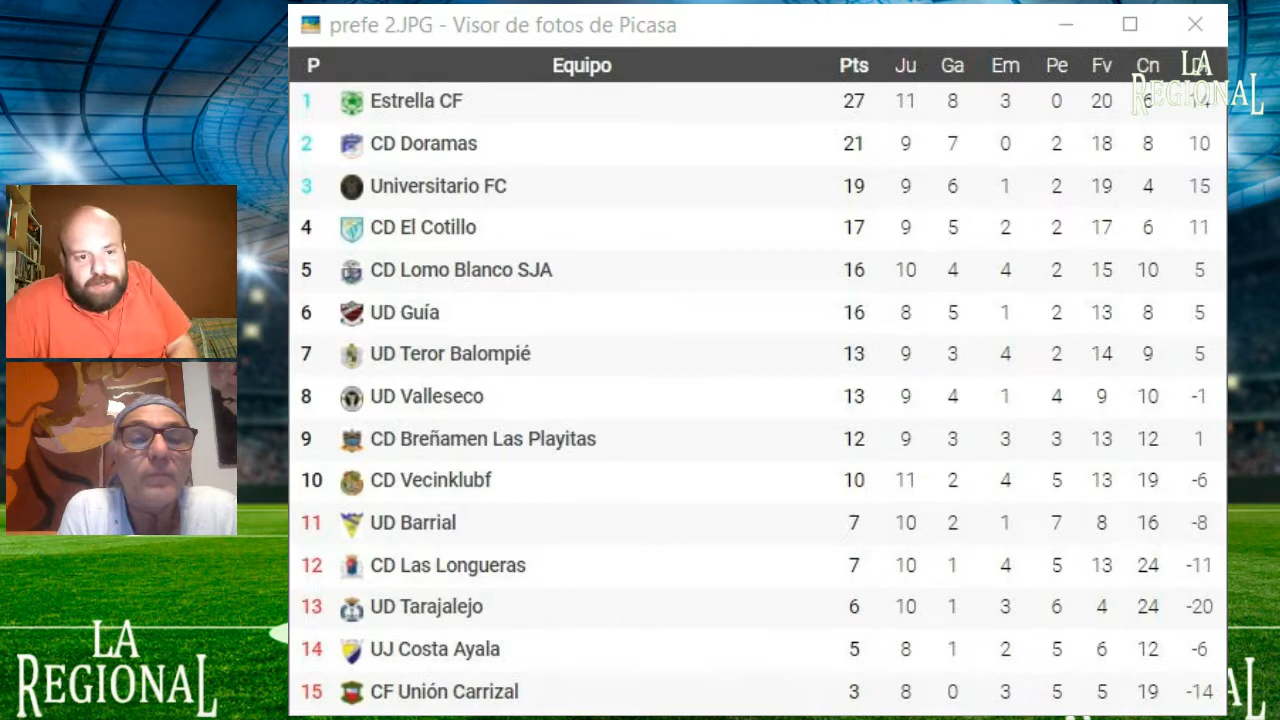 prefe 2.JPG - Visor de fotos de Picasa
P Equipo Pts Ju Ga Em Pe Fv Cn
LA
REGIONAL
1 Estrella CF 27 11 8 3 0 20 6 14
2 CD Doramas 21 9 7 0 2 18 8 10
3 Universitario FC 19 9 6 1 2 19 4 15
4 CD El Cotillo 17 9 5 2 2 17 6 11
5 CD Lomo Blanco SJA 16 10 4 4 2 15 10 5
6 UD Guía 16 8 5 1 2 13 8 5
7 UD Teror Balompié 13 9 3 4 2 14 9 5
8 UD Valleseco 13 9 4 1 4 9 10 -1
9 CD Breñamen Las Playitas 12 9 3 3 3 13 12 1
10 CD Vecinklubf 10 11 2 4 5 13 19 -6
11 UD Barrial 7 10 2 1 7 8 16 -8
12 CD Las Longueras 7 10 1 4 5 13 24 -11
13 UD Tarajalejo 6 10 1 3 6 4 24 -20
14 UJ Costa Ayala 5 8 1 2 5 6 12 -6
15 CF Unión Carrizal 3 8 0 3 5 5 19 -14
LA
REGIONAL
AL